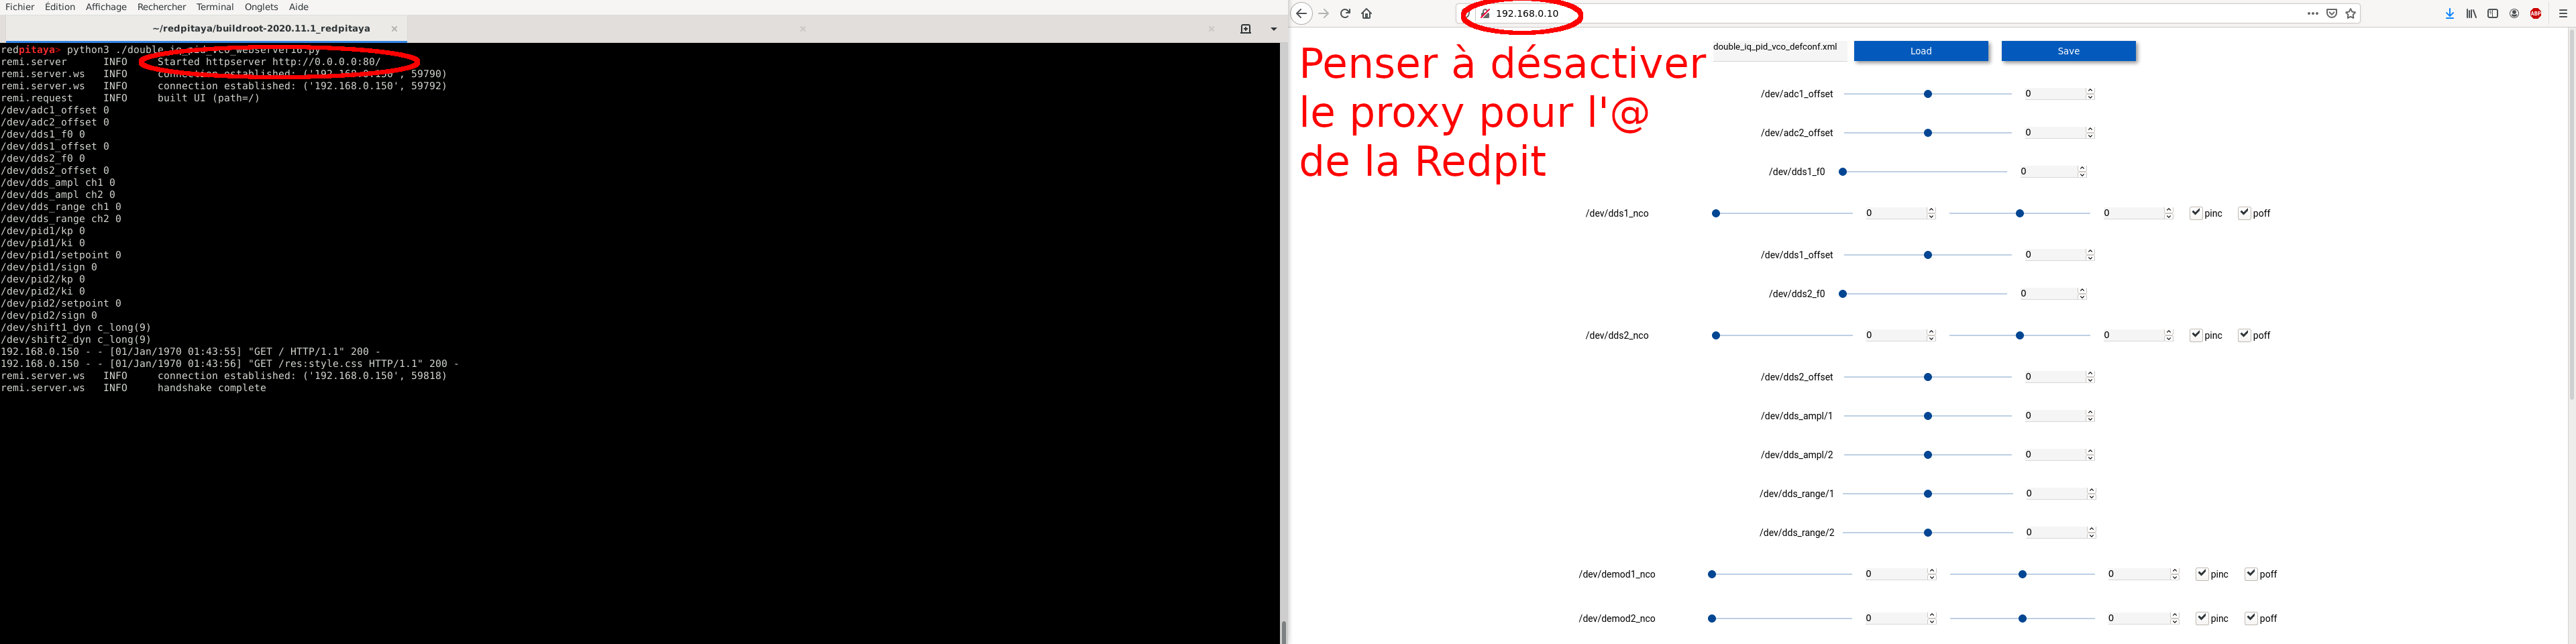 Fichier Édition Affichage Rechercher Terminal Onglets Aide
~/redpitaya/buildroot-2020.11.1_redpitaya
redpitaya> python3 ./double_iq_pid_vco_webserver16.py
remi.server INFO Started httpserver http://0.0.0.0:80/
remi.server.ws INFO connection established: ('192.168.0.150', 59790)
remi.server.ws INFO connection established: ('192.168.0.150', 59792)
remi.request INFO built UI (path=/)
/dev/adc1_offset 0
/dev/adc2_offset 0
/dev/dds1_f0 0
/dev/dds1_offset 0
/dev/dds2_f0 0
/dev/dds2_offset 0
/dev/dds_ampl ch1 0
/dev/dds_ampl ch2 0
/dev/dds_range ch1 0
/dev/dds_range ch2 0
/dev/pid1/kp 0
/dev/pid1/ki 0
/dev/pid1/setpoint 0
/dev/pid1/sign 0
/dev/pid2/kp 0
/dev/pid2/ki 0
/dev/pid2/setpoint 0
/dev/pid2/sign 0
/dev/shift1_dyn c_long(9)
/dev/shift2_dyn c_long(9)
192.168.0.150 - - [01/Jan/1970 01:43:55] "GET / HTTP/1.1" 200 -
192.168.0.150 - - [01/Jan/1970 01:43:56] "GET /res:style.css HTTP/1.1" 200 -
remi.server.ws INFO connection established: ('192.168.0.150', 59818)
remi.server.ws INFO handshake complete
192.168.0.10
ABP
Penser à désactiver
le proxy pour l'@
de la Redpit
double_iq_pid_vco_defconf.xml Load Save
/dev/adc1_offset 0
/dev/adc2_offset 0
/dev/dds1_f0 0
/dev/dds1_nco 0 0 pinc poff
/dev/dds1_offset 0
/dev/dds2_f0 0
/dev/dds2_nco 0 0 pinc poff
/dev/dds2_offset 0
/dev/dds_ampl/1 0
/dev/dds_ampl/2 0
/dev/dds_range/1 0
/dev/dds_range/2 0
/dev/demod1_nco 0 0 pinc poff
/dev/demod2_nco 0 0 pinc poff